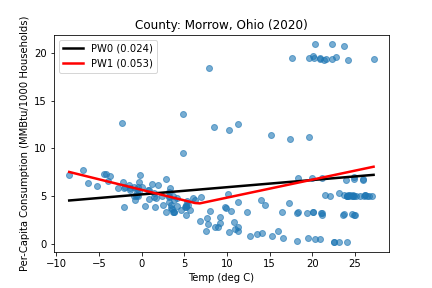 County: Morrow, Ohio (2020)
PW0 (0.024)
PW1 (0.053)
Per-Capita Consumption (MMBtu/1000 Households)
20
15
10
5
0
−10 −5 0 5 10 15 20 25
Temp (deg C)